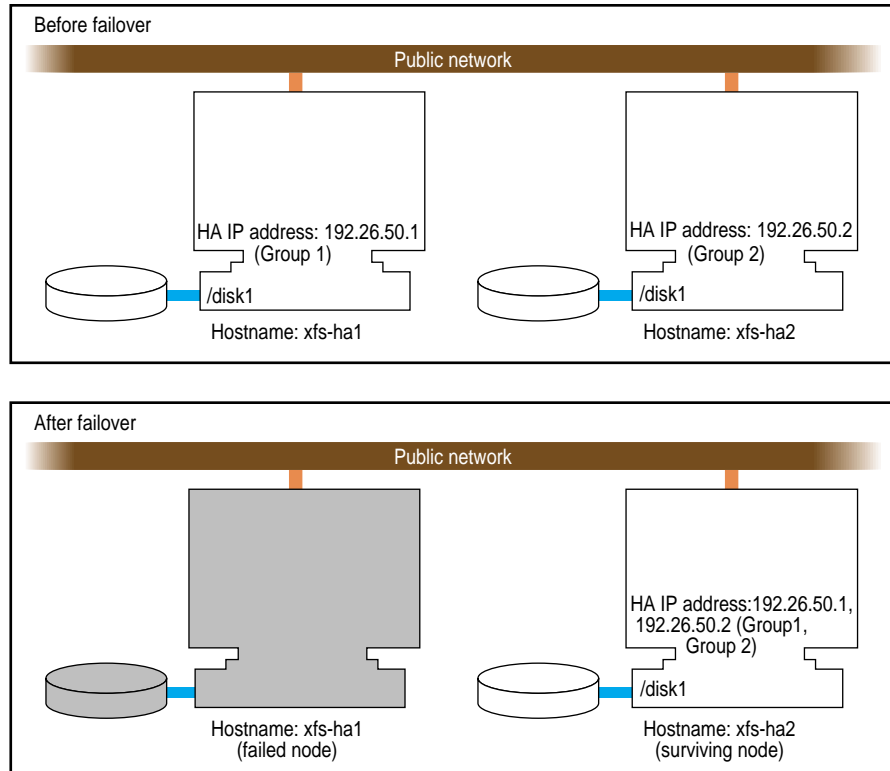 Before failover
Public network
HA IP address: 192.26.50.1
(Group 1)
/disk1
Hostname: xfs-ha1
HA IP address: 192.26.50.2
(Group 2)
/disk1
Hostname: xfs-ha2
After failover
Public network
Hostname: xfs-ha1
(failed node)
HA IP address:192.26.50.1,
192.26.50.2 (Group1,
Group 2)
/disk1
Hostname: xfs-ha2
(surviving node)